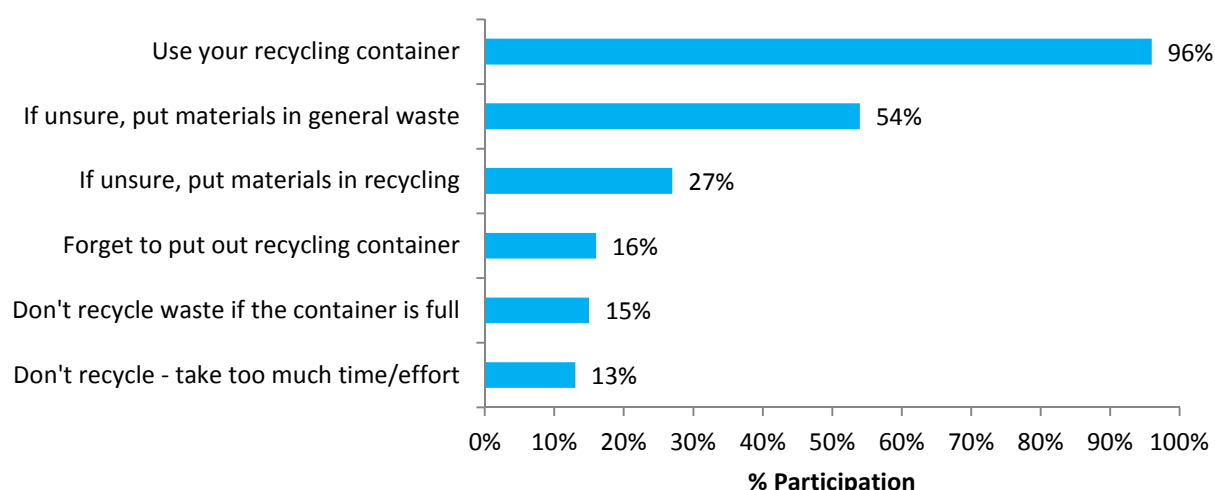 Use your recycling container
96%
If unsure, put materials in general waste
54%
If unsure, put materials in recycling
27%
Forget to put out recycling container
16%
Don't recycle waste if the container is full
15%
Don't recycle - take too much time/effort
13%
0% 10% 20% 30% 40% 50% 60% 70% 80% 90% 100%
% Participation